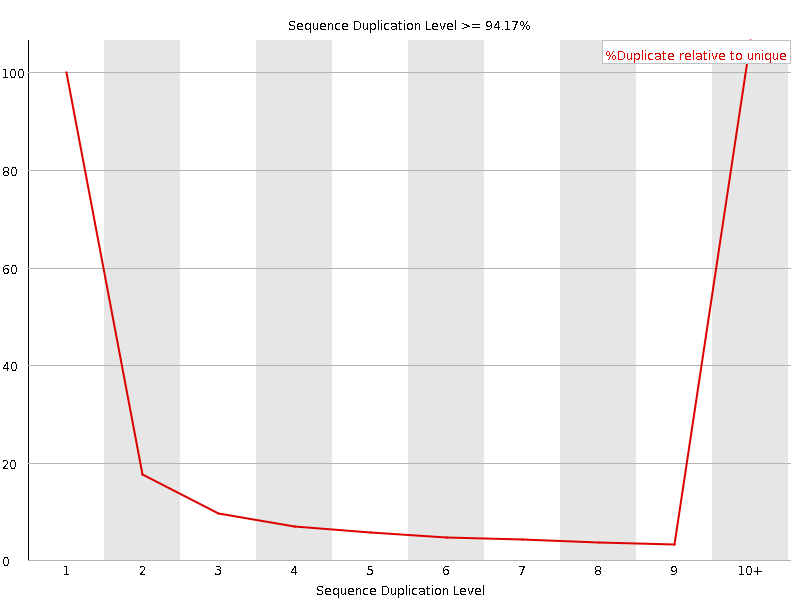 Sequence Duplication Level >= 94.17%
%Duplicate relative to unique
100
80
60
40
20
0
1 2 3 4 5 6 7 8 9 10+
Sequence Duplication Level